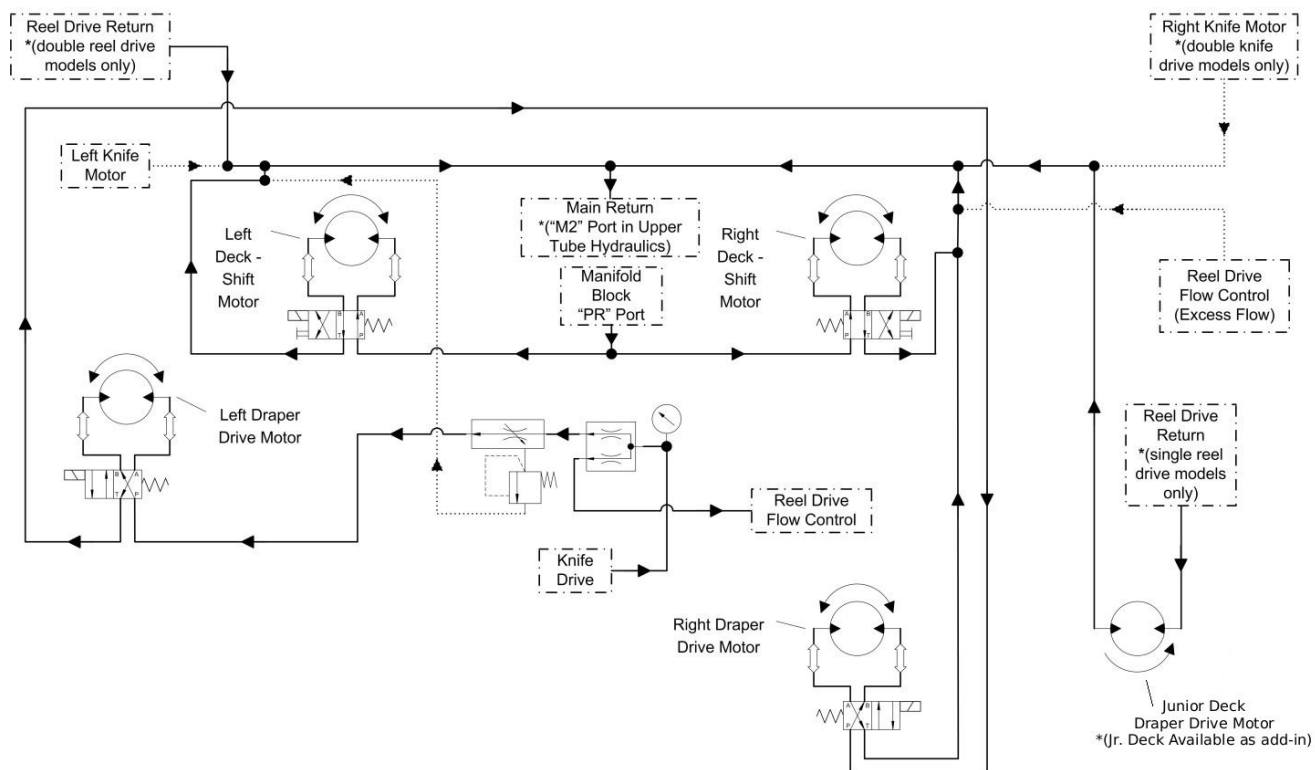 Reel Drive Return
*(double reel drive
models only)
Right Knife Motor
*(double knife
drive models only)
Left Knife
Motor
Left
Deck -
Shift
Motor
Main Return
*("M2" Port in Upper
Tube Hydraulics)
Manifold
Block
"PR" Port
Right
Deck -
Shift
Motor
Reel Drive
Flow Control
(Excess Flow)
B A
T P
A B
P T
Left Draper
Drive Motor
Reel Drive
Return
*(single reel
drive models
only)
B A
T P
Reel Drive
Flow Control
Knife
Drive
Right Draper
Drive Motor
A B
P T
Junior Deck
Draper Drive Motor
*(Jr. Deck Available as add-in)